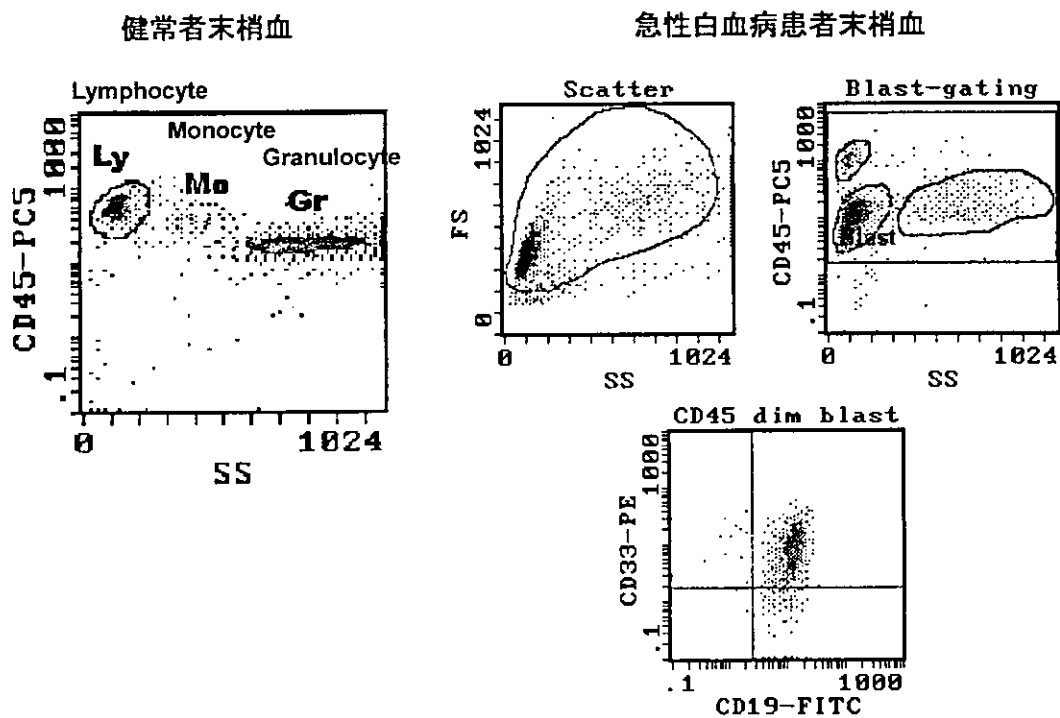 健常者末梢血
Lymphocyte
Monocyte
Granulocyte
Ly
Mo
Gr
CD45-PC5
1000
.1
0
1024
SS
急性白血病患者末梢血
Scatter
FS
1024
0
0
1024
SS
Blast-gating
CD45-PC5
1000
.1
Blast
0
1024
SS
CD45 dim blast
CD33-PE
1000
.1
.1
1000
CD19-FITC